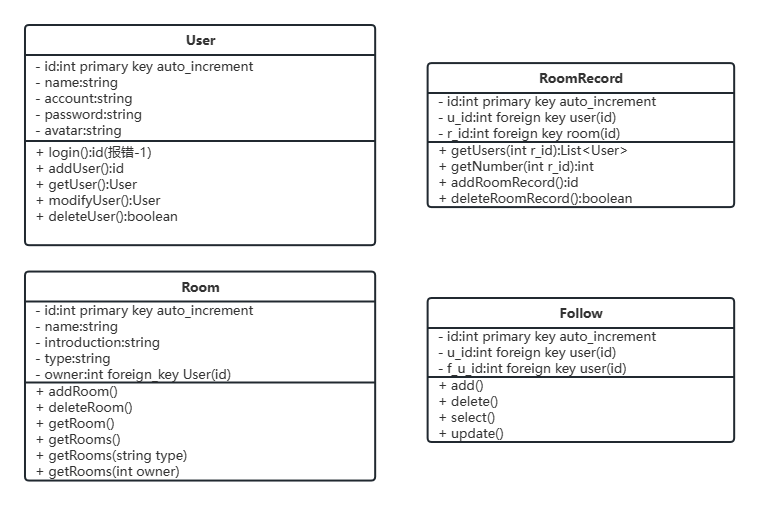 User
- id:int primary key auto_increment
- name:string
- account:string
- password:string
- avatar:string
+ login():id(报错-1)
+ addUser():id
+ getUser():User
+ modifyUser():User
+ deleteUser():boolean
RoomRecord
- id:int primary key auto_increment
- u_id:int foreign key user(id)
- r_id:int foreign key room(id)
+ getUsers(int r_id):List<User>
+ getNumber(int r_id):int
+ addRoomRecord():id
+ deleteRoomRecord():boolean
Room
- id:int primary key auto_increment
- name:string
- introduction:string
- type:string
- owner:int foreign_key User(id)
+ addRoom()
+ deleteRoom()
+ getRoom()
+ getRooms()
+ getRooms(string type)
+ getRooms(int owner)
Follow
- id:int primary key auto_increment
- u_id:int foreign key user(id)
- f_u_id:int foreign key user(id)
+ add()
+ delete()
+ select()
+ update()